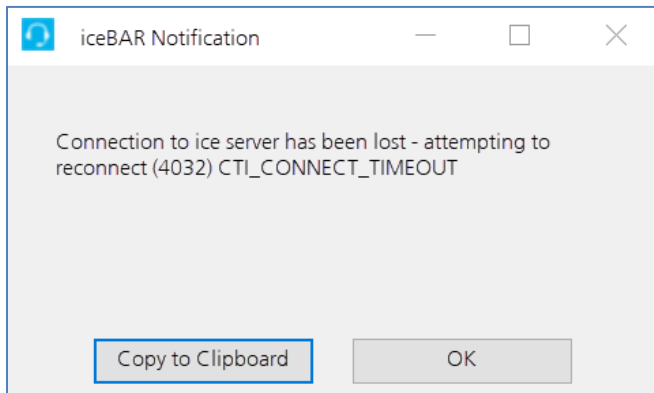 iceBAR Notification
Connection to ice server has been lost - attempting to
reconnect (4032) CTI_CONNECT_TIMEOUT
Copy to Clipboard
OK